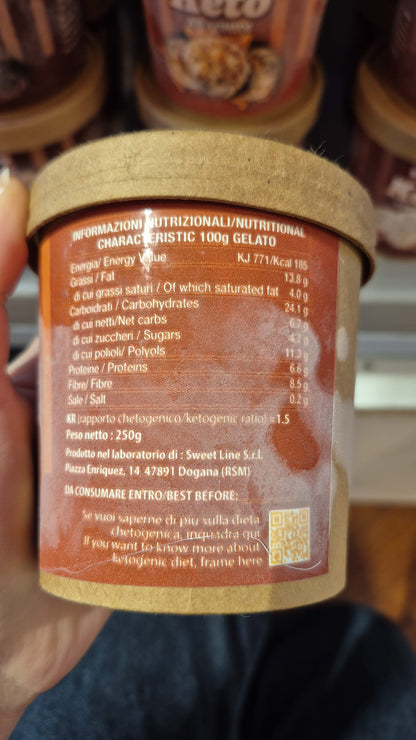 Keto
INFORMAZIONI NUTRIZIONALI/NUTRITIONAL
CHARACTERISTIC 100g GELATO
Energia/ Energy Value KJ 771/Kcal 185
Grassi / Fat 13.8 g
di cui grassi saturi / Of which saturated fat 4.0 g
Carboidrati / Carbohydrates 24.1 g
di cui netti/Net carbs
di cui zuccheri / Sugars
di cui polioli/ Polyols 11.3 g
Proteine / Proteins 6.6 g
Fibre/ Fibre 8.5 g
Sale / Salt 0.2 g
KR (rapporto chetogenico/ketogenic ratio) = 1.5
Peso netto : 250g
Prodotto nel laboratorio di : Sweet Line S.r.l.
Piazza Enriquez, 14 47891 Dogana (RSM)
DA CONSUMARE ENTRO/BEST BEFORE:
Se vuoi saperne di più sulla dieta
chetogenica, inquadra qui
If you want to know more about
ketogenic diet, frame here